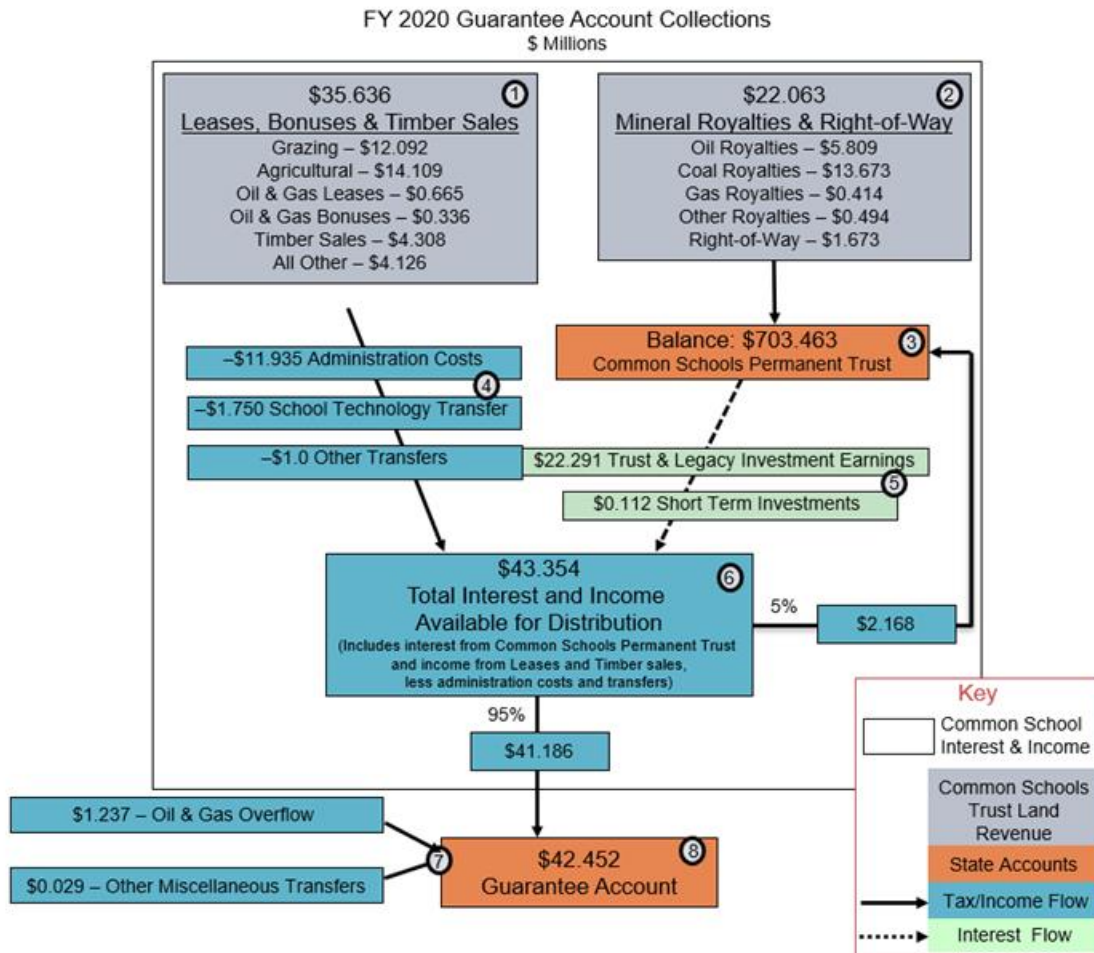 FY 2020 Guarantee Account Collections
$ Millions
$35.636
1
Leases, Bonuses & Timber Sales
Grazing – $12.092
Agricultural – $14.109
Oil & Gas Leases – $0.665
Oil & Gas Bonuses – $0.336
Timber Sales – $4.308
All Other – $4.126
$22.063
2
Mineral Royalties & Right-of-Way
Oil Royalties – $5.809
Coal Royalties – $13.673
Gas Royalties – $0.414
Other Royalties – $0.494
Right-of-Way – $1.673
Balance: $703.463
3
Common Schools Permanent Trust
–$11.935 Administration Costs
4
–$1.750 School Technology Transfer
–$1.0 Other Transfers
$22.291 Trust & Legacy Investment Earnings
5
$0.112 Short Term Investments
$43.354
6
Total Interest and Income
Available for Distribution
(Includes interest from Common Schools Permanent Trust
and income from Leases and Timber sales,
less administration costs and transfers)
5%
$2.168
95%
$41.186
$1.237 – Oil & Gas Overflow
7
$0.029 – Other Miscellaneous Transfers
$42.452
8
Guarantee Account
Key
Common School
Interest & Income
Common Schools
Trust Land
Revenue
State Accounts
Tax/Income Flow
Interest Flow